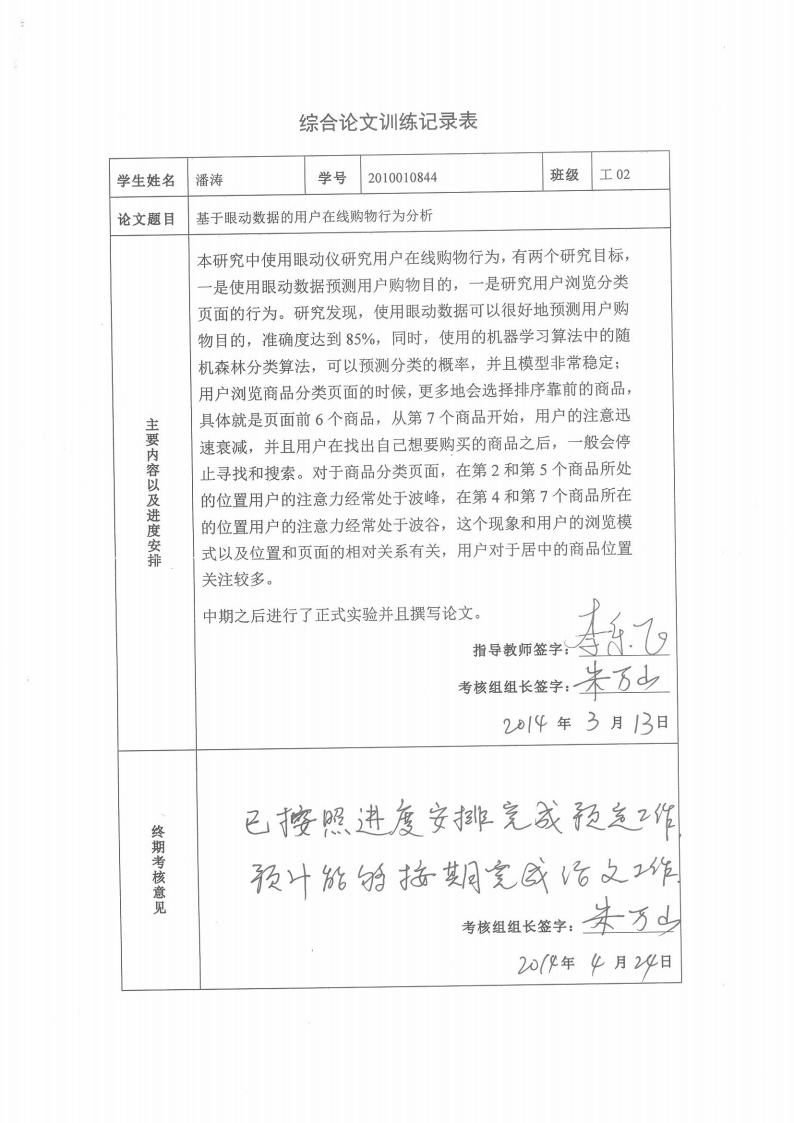 综合论文训练记录表
学生姓名 潘涛 学号 2010010844 班级 工 02
论文题目 基于眼动数据的用户在线购物行为分析
主要内容以及进度安排
本研究中使用眼动仪研究用户在线购物行为，有两个研究目标，
一是使用眼动数据预测用户购物目的，一是研究用户浏览分类
页面的行为。研究发现，使用眼动数据可以很好地预测用户购
物目的，准确度达到 85%，同时，使用的机器学习算法中的随
机森林分类算法，可以预测分类的概率，并且模型非常稳定；
用户浏览商品分类页面的时候，更多地会选择排序靠前的商品，
具体就是页面前 6 个商品，从第 7 个商品开始，用户的注意迅
速衰减，并且用户在找出自己想要购买的商品之后，一般会停
止寻找和搜索。对于商品分类页面，在第 2 和第 5 个商品所处
的位置用户的注意力经常处于波峰，在第 4 和第 7 个商品所在
的位置用户的注意力经常处于波谷，这个现象和用户的浏览模
式以及位置和页面的相对关系有关，用户对于居中的商品位置
关注较多。
中期之后进行了正式实验并且撰写论文。
指导教师签字：
考核组组长签字：朱万山
2014 年 3 月 13 日
终期考核意见
已按照进度安排完成预定工作
预计能够按期完成论文工作.
考核组组长签字：朱万山
2014 年 4 月 24 日